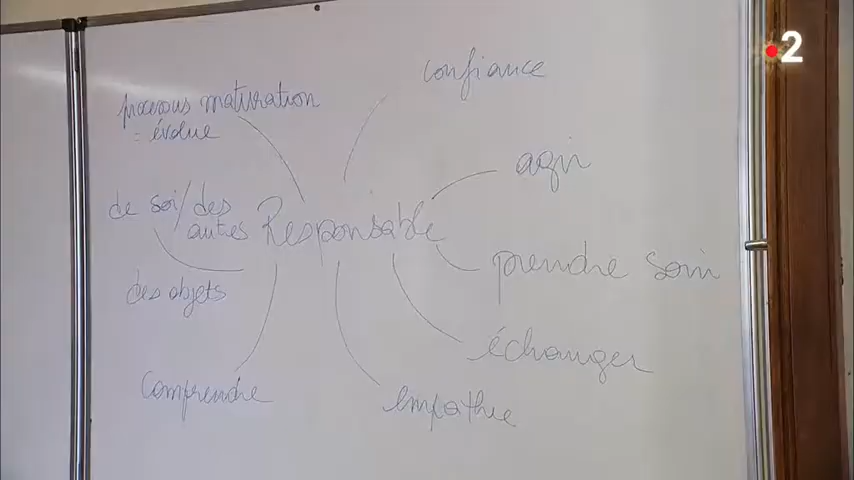 2
confiance
processus maturation
= évolue
agir
de soi/des
autres
Responsable
prendre soin
des objets
échanger
comprendre
empathie